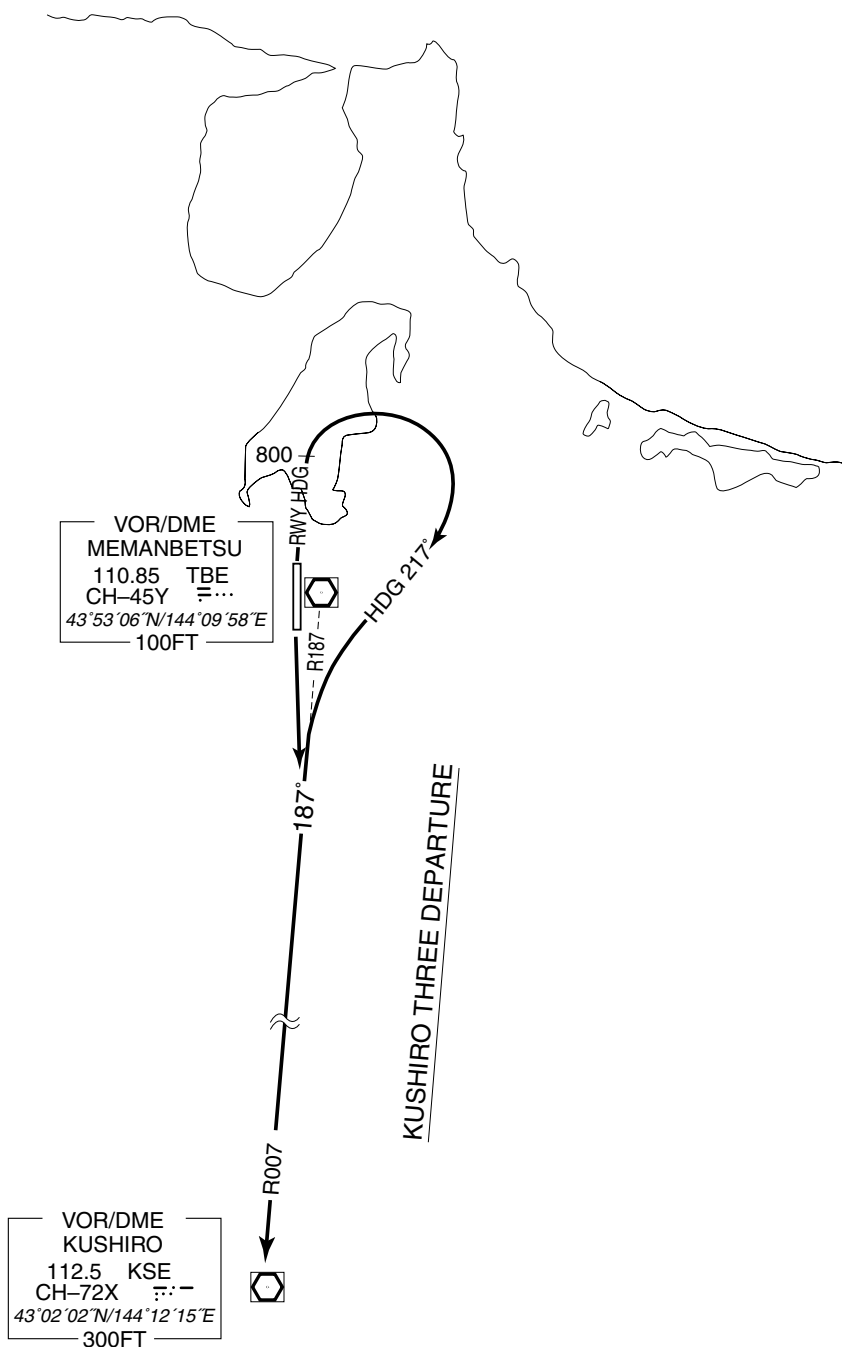 800
RWY HDG
VOR/DME
MEMANBETSU
110.85 TBE
CH–45Y
43°53′06″N/144°09′58″E
100FT
HDG 217°
R187
187°
KUSHIRO THREE DEPARTURE
R007
VOR/DME
KUSHIRO
112.5 KSE
CH–72X
43°02′02″N/144°12′15″E
300FT